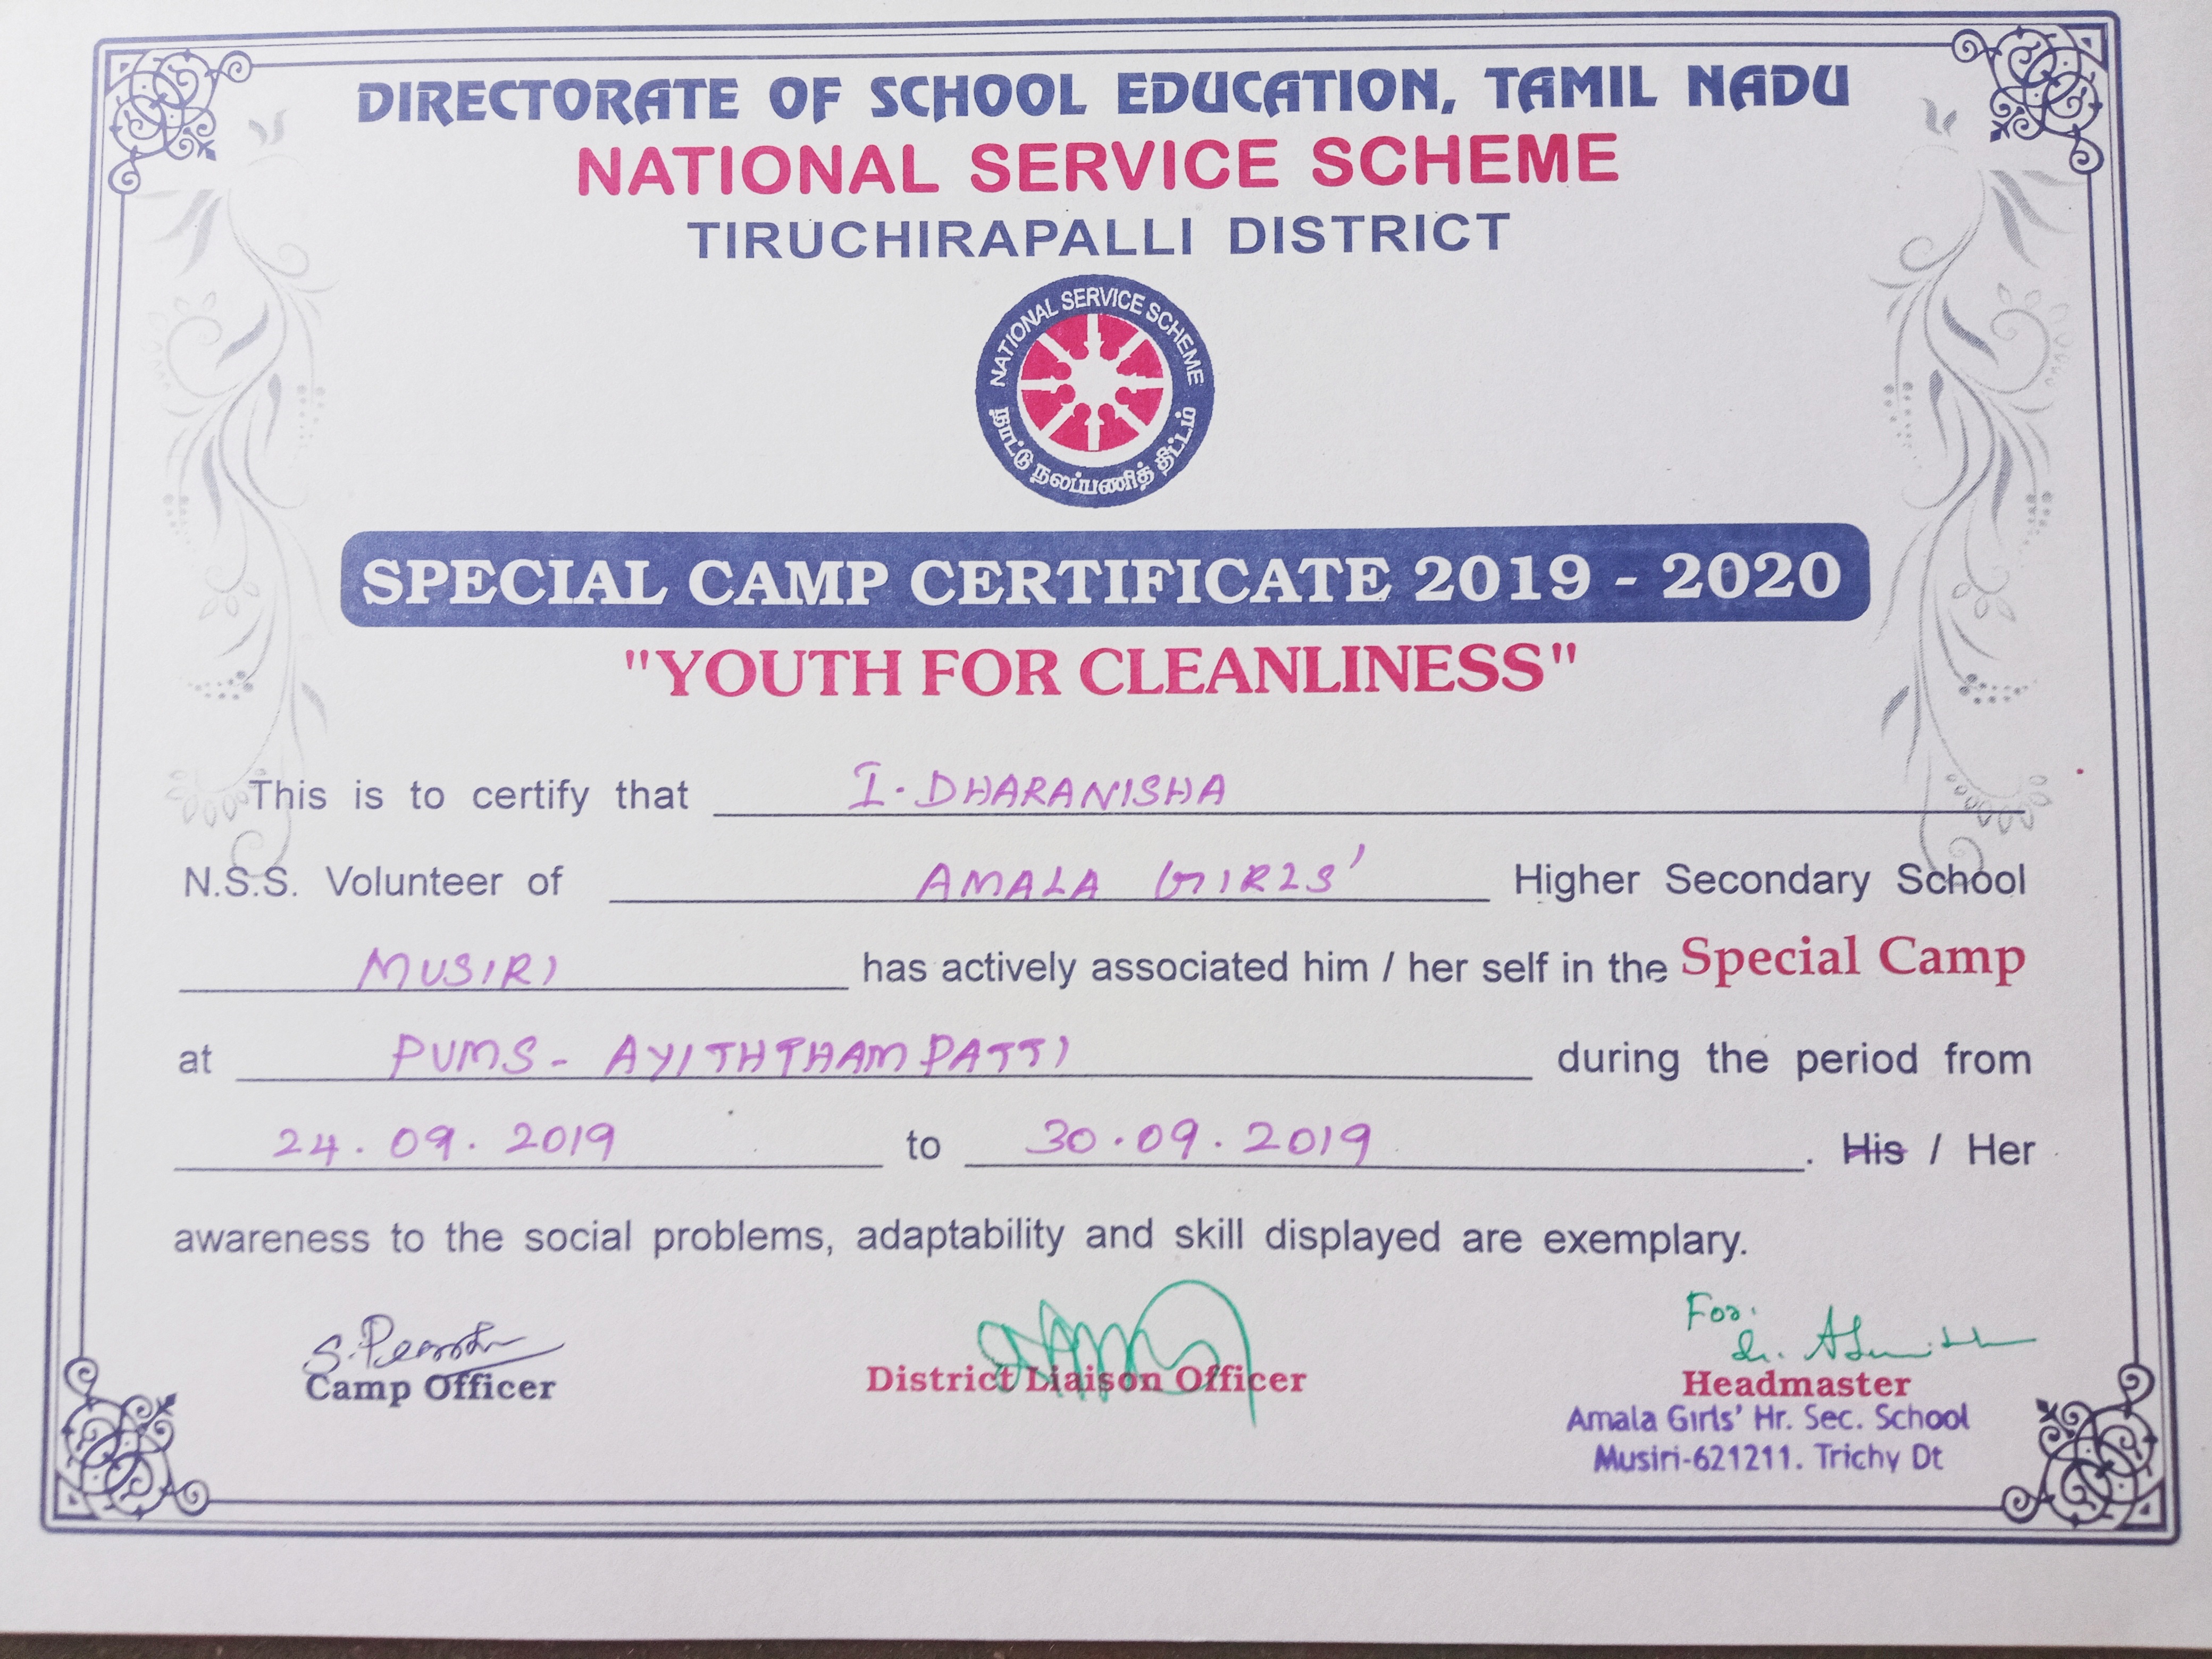 DIRECTORATE OF SCHOOL EDUCATION, TAMIL NADU
NATIONAL SERVICE SCHEME
TIRUCHIRAPALLI DISTRICT
NATIONAL SERVICE SCHEME
நாட்டு நலப்பணித் திட்டம்
SPECIAL CAMP CERTIFICATE 2019 - 2020
"YOUTH FOR CLEANLINESS"
This is to certify that I. DHARANISHA
N.S.S. Volunteer of AMALA GIRLS' Higher Secondary School
MUSIRI has actively associated him / her self in the Special Camp
at PUMS - AYITHTHAMPATTI during the period from
24.09.2019 to 30.09.2019. His / Her
awareness to the social problems, adaptability and skill displayed are exemplary.
For:
Camp Officer District Liaison Officer Headmaster
Amala Girls' Hr. Sec. School
Musiri-621211. Trichy Dt